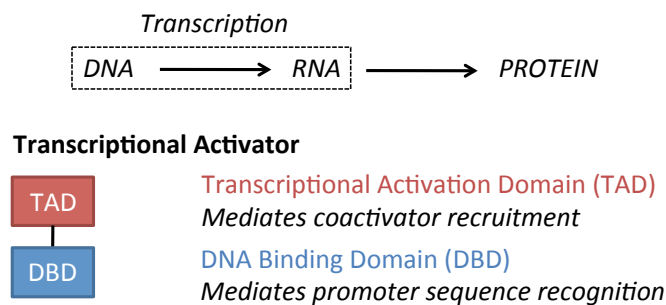 Transcription
DNA RNA PROTEIN
Transcriptional Activator
TAD
Transcriptional Activation Domain (TAD)
Mediates coactivator recruitment
DBD
DNA Binding Domain (DBD)
Mediates promoter sequence recognition